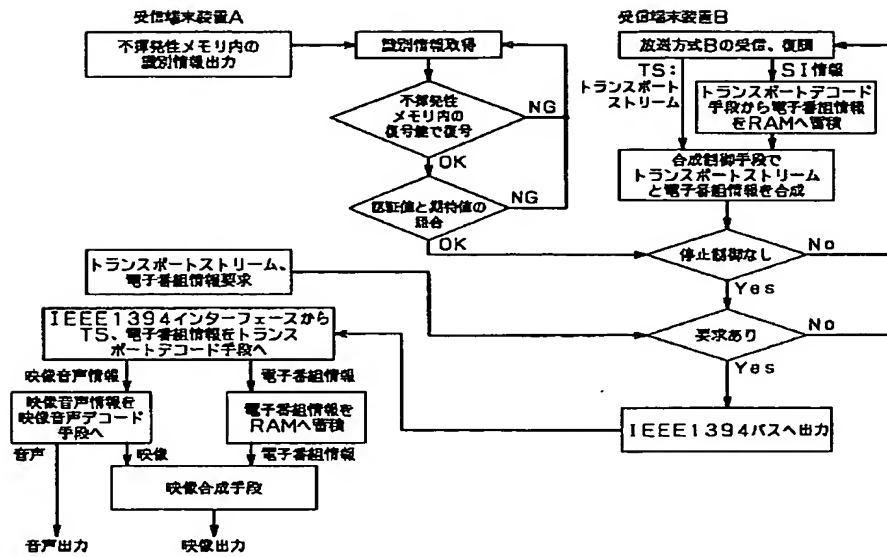 受信端末装置A
不揮発性メモリ内の
識別情報出力
識別情報取得
不揮発性
メモリ内の
復号鍵で復号
NG
OK
認証値と期待値の
照合
NG
OK
受信端末装置B
放送方式Bの受信、復調
TS:
トランスポート
ストリーム
SI情報
トランスポートデコード
手段から電子番組情報
をRAMへ蓄積
合成制御手段で
トランスポートストリーム
と電子番組情報を合成
停止制御なし
No
Yes
トランスポートストリーム、
電子番組情報要求
要求あり
No
Yes
IEEE1394バスへ出力
IEEE1394インターフェースから
TS、電子番組情報をトランス
ポートデコード手段へ
映像音声情報
電子番組情報
映像音声情報を
映像音声デコード
手段へ
電子番組情報を
RAMへ蓄積
音声
映像
電子番組情報
映像合成手段
音声出力
映像出力